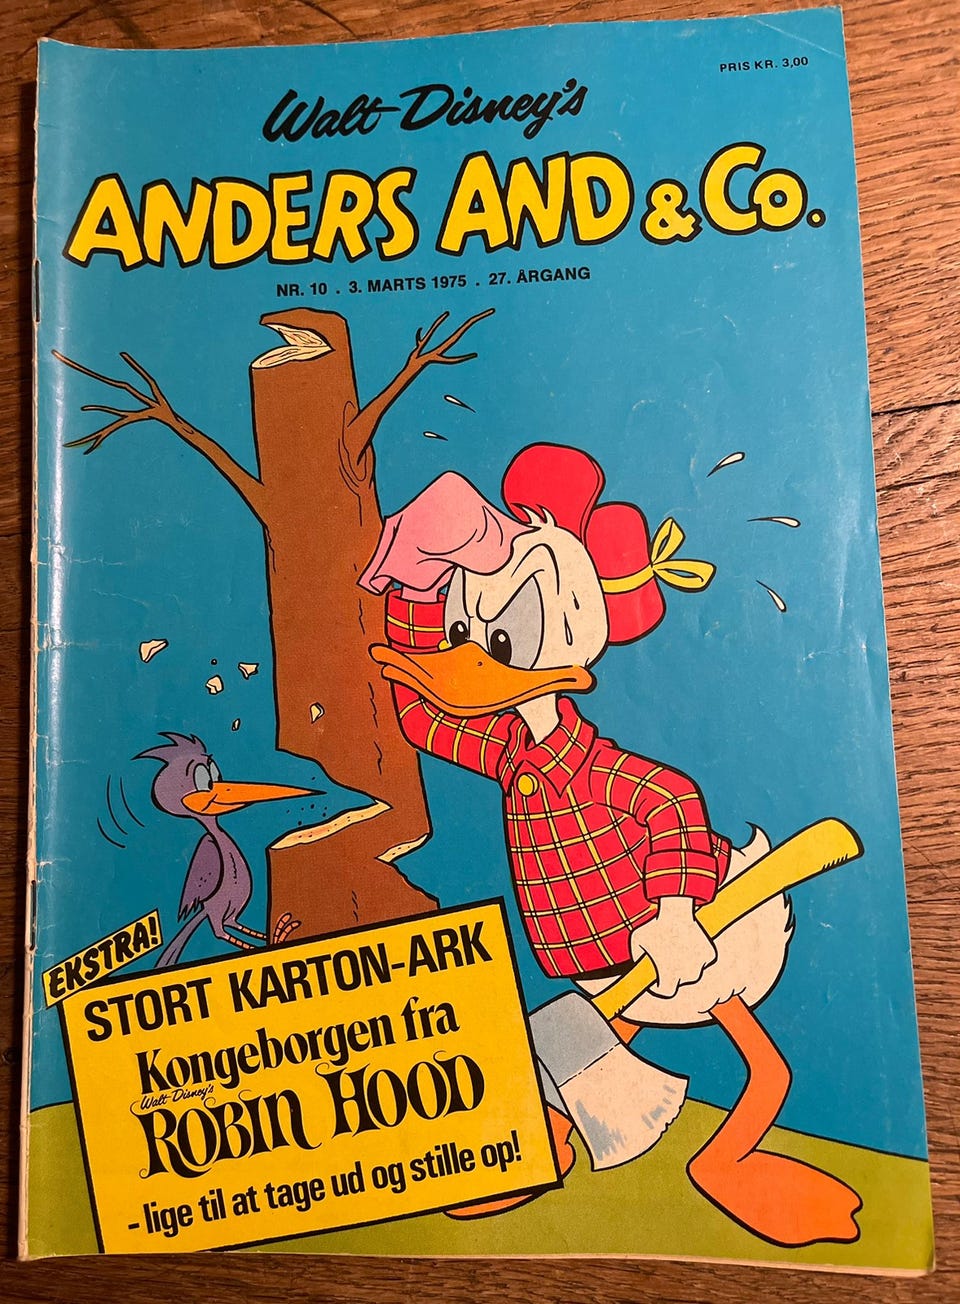 PRIS KR. 3,00
Walt Disney's
ANDERS AND & Co.
NR. 10 . 3. MARTS 1975 . 27. ÅRGANG
EKSTRA!
STORT KARTON-ARK
Kongeborgen fra
Walt Disney's
ROBIN HOOD
- lige til at tage ud og stille op!